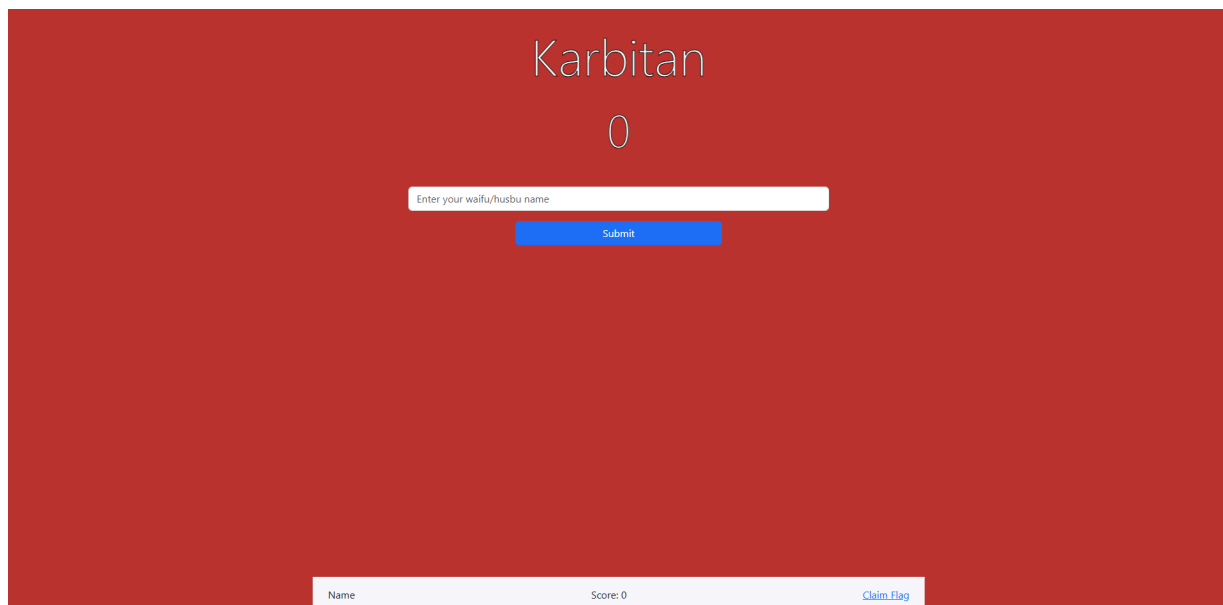 Karbitan
0
Enter your waifu/husbu name
Submit
Name Score: 0 Claim Flag